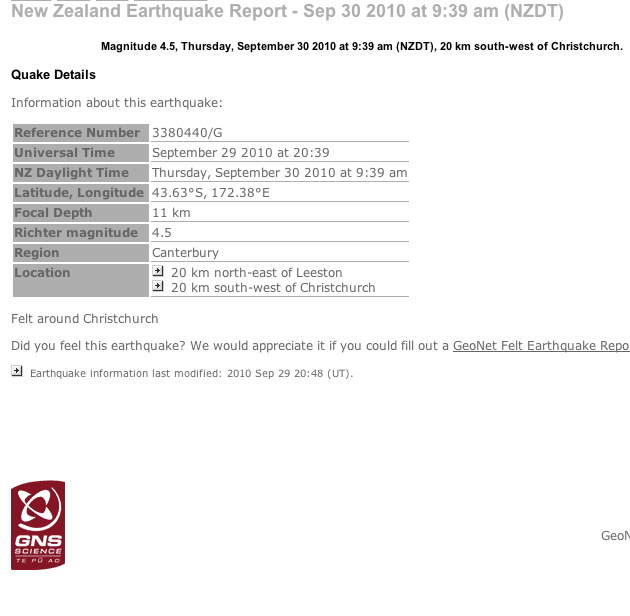 New Zealand Earthquake Report - Sep 30 2010 at 9:39 am (NZDT)
Magnitude 4.5, Thursday, September 30 2010 at 9:39 am (NZDT), 20 km south-west of Christchurch.
Quake Details
Information about this earthquake:
Reference Number 3380440/G
Universal Time September 29 2010 at 20:39
NZ Daylight Time Thursday, September 30 2010 at 9:39 am
Latitude, Longitude 43.63°S, 172.38°E
Focal Depth 11 km
Richter magnitude 4.5
Region Canterbury
Location 20 km north-east of Leeston
20 km south-west of Christchurch
Felt around Christchurch
Did you feel this earthquake? We would appreciate it if you could fill out a GeoNet Felt Earthquake Repo
Earthquake information last modified: 2010 Sep 29 20:48 (UT).
GNS
SCIENCE
TE PŪ AO
GeoN